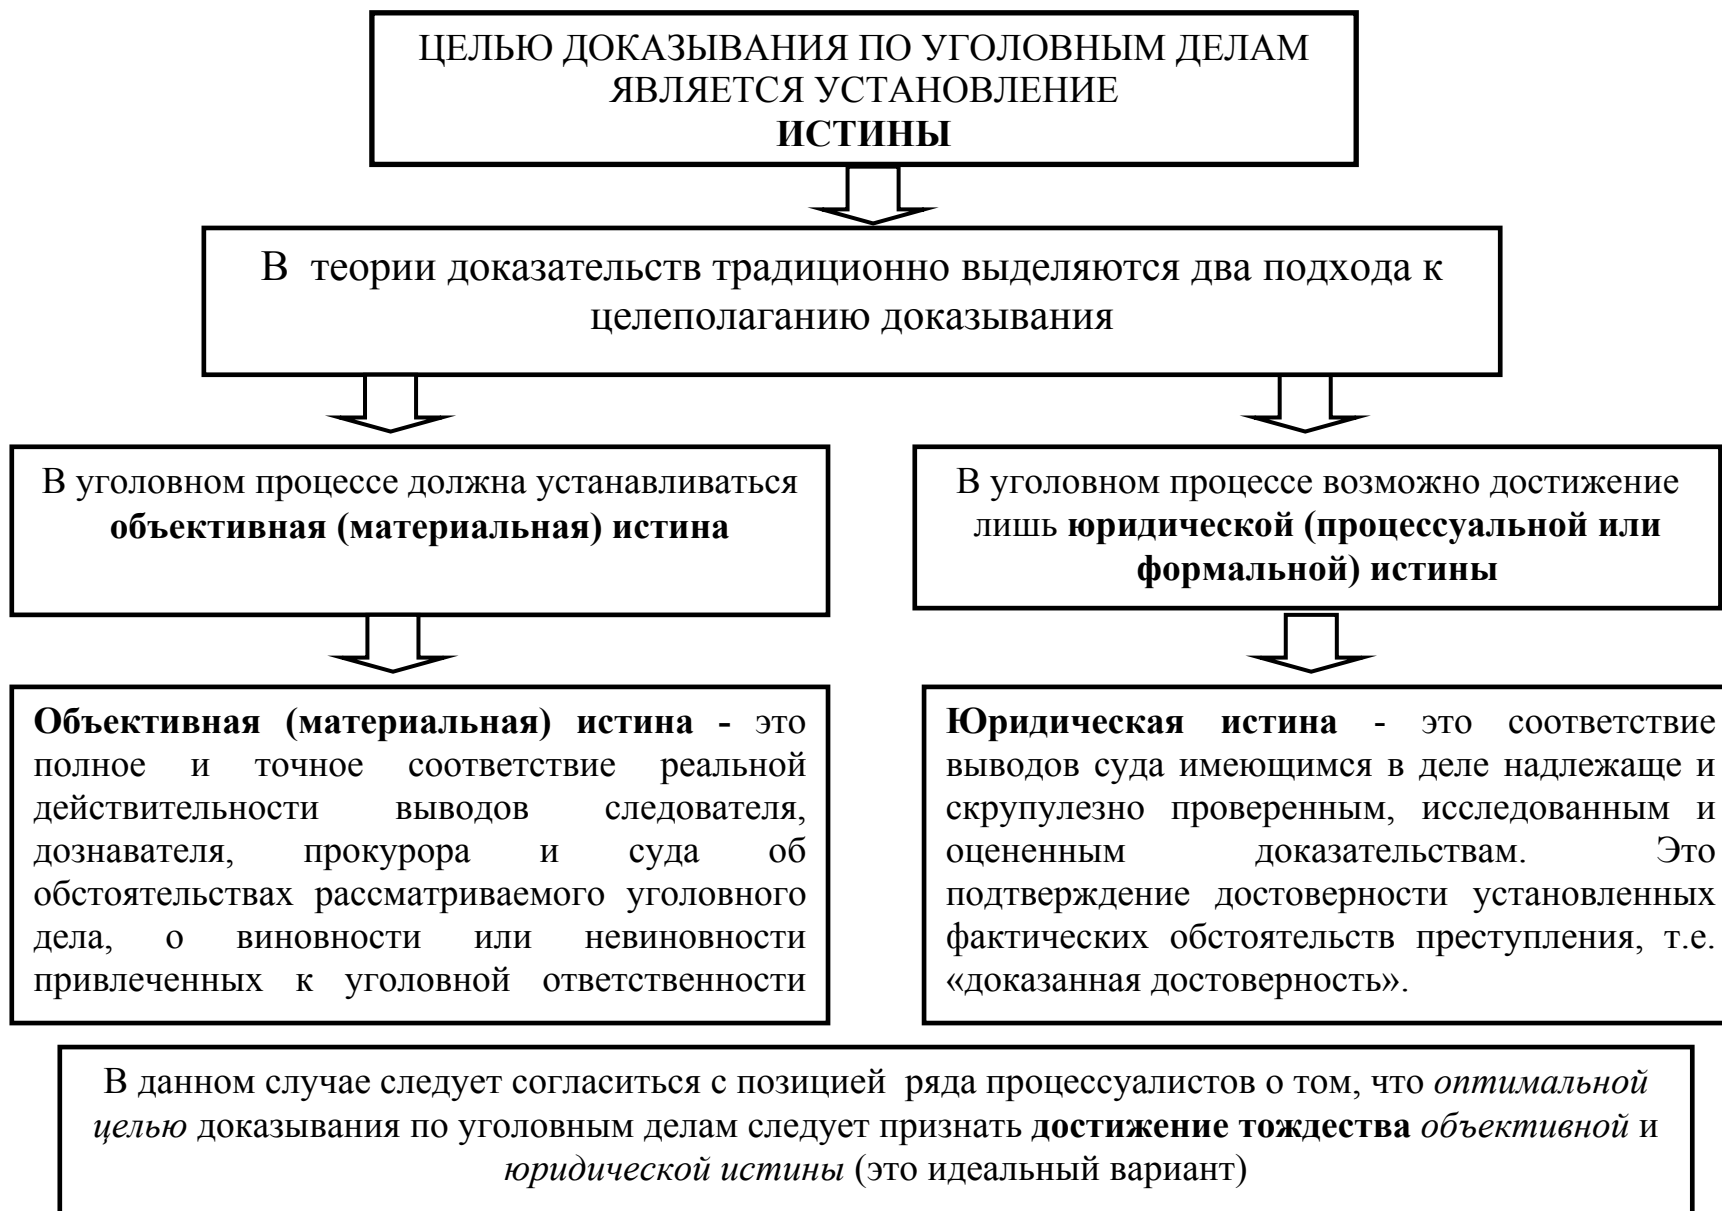 ЦЕЛЬЮ ДОКАЗЫВАНИЯ ПО УГОЛОВНЫМ ДЕЛАМ
ЯВЛЯЕТСЯ УСТАНОВЛЕНИЕ
ИСТИНЫ
В теории доказательств традиционно выделяются два подхода к
целеполаганию доказывания
В уголовном процессе должна устанавливаться
объективная (материальная) истина
В уголовном процессе возможно достижение
лишь юридической (процессуальной или
формальной) истины
Объективная (материальная) истина - это
полное и точное соответствие реальной
действительности выводов следователя,
дознавателя, прокурора и суда об
обстоятельствах рассматриваемого уголовного
дела, о виновности или невиновности
привлеченных к уголовной ответственности
Юридическая истина - это соответствие
выводов суда имеющимся в деле надлежаще и
скрупулезно проверенным, исследованным и
оцененным доказательствам. Это
подтверждение достоверности установленных
фактических обстоятельств преступления, т.е.
«доказанная достоверность».
В данном случае следует согласиться с позицией ряда процессуалистов о том, что оптимальной
целью доказывания по уголовным делам следует признать достижение тождества объективной и
юридической истины (это идеальный вариант)